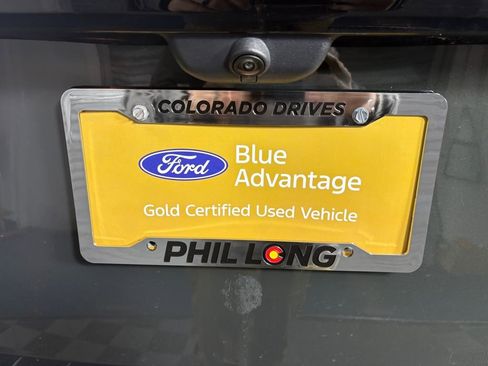 COLORADO DRIVES
Ford
Blue
Advantage
Gold Certified Used Vehicle
PHIL LONG